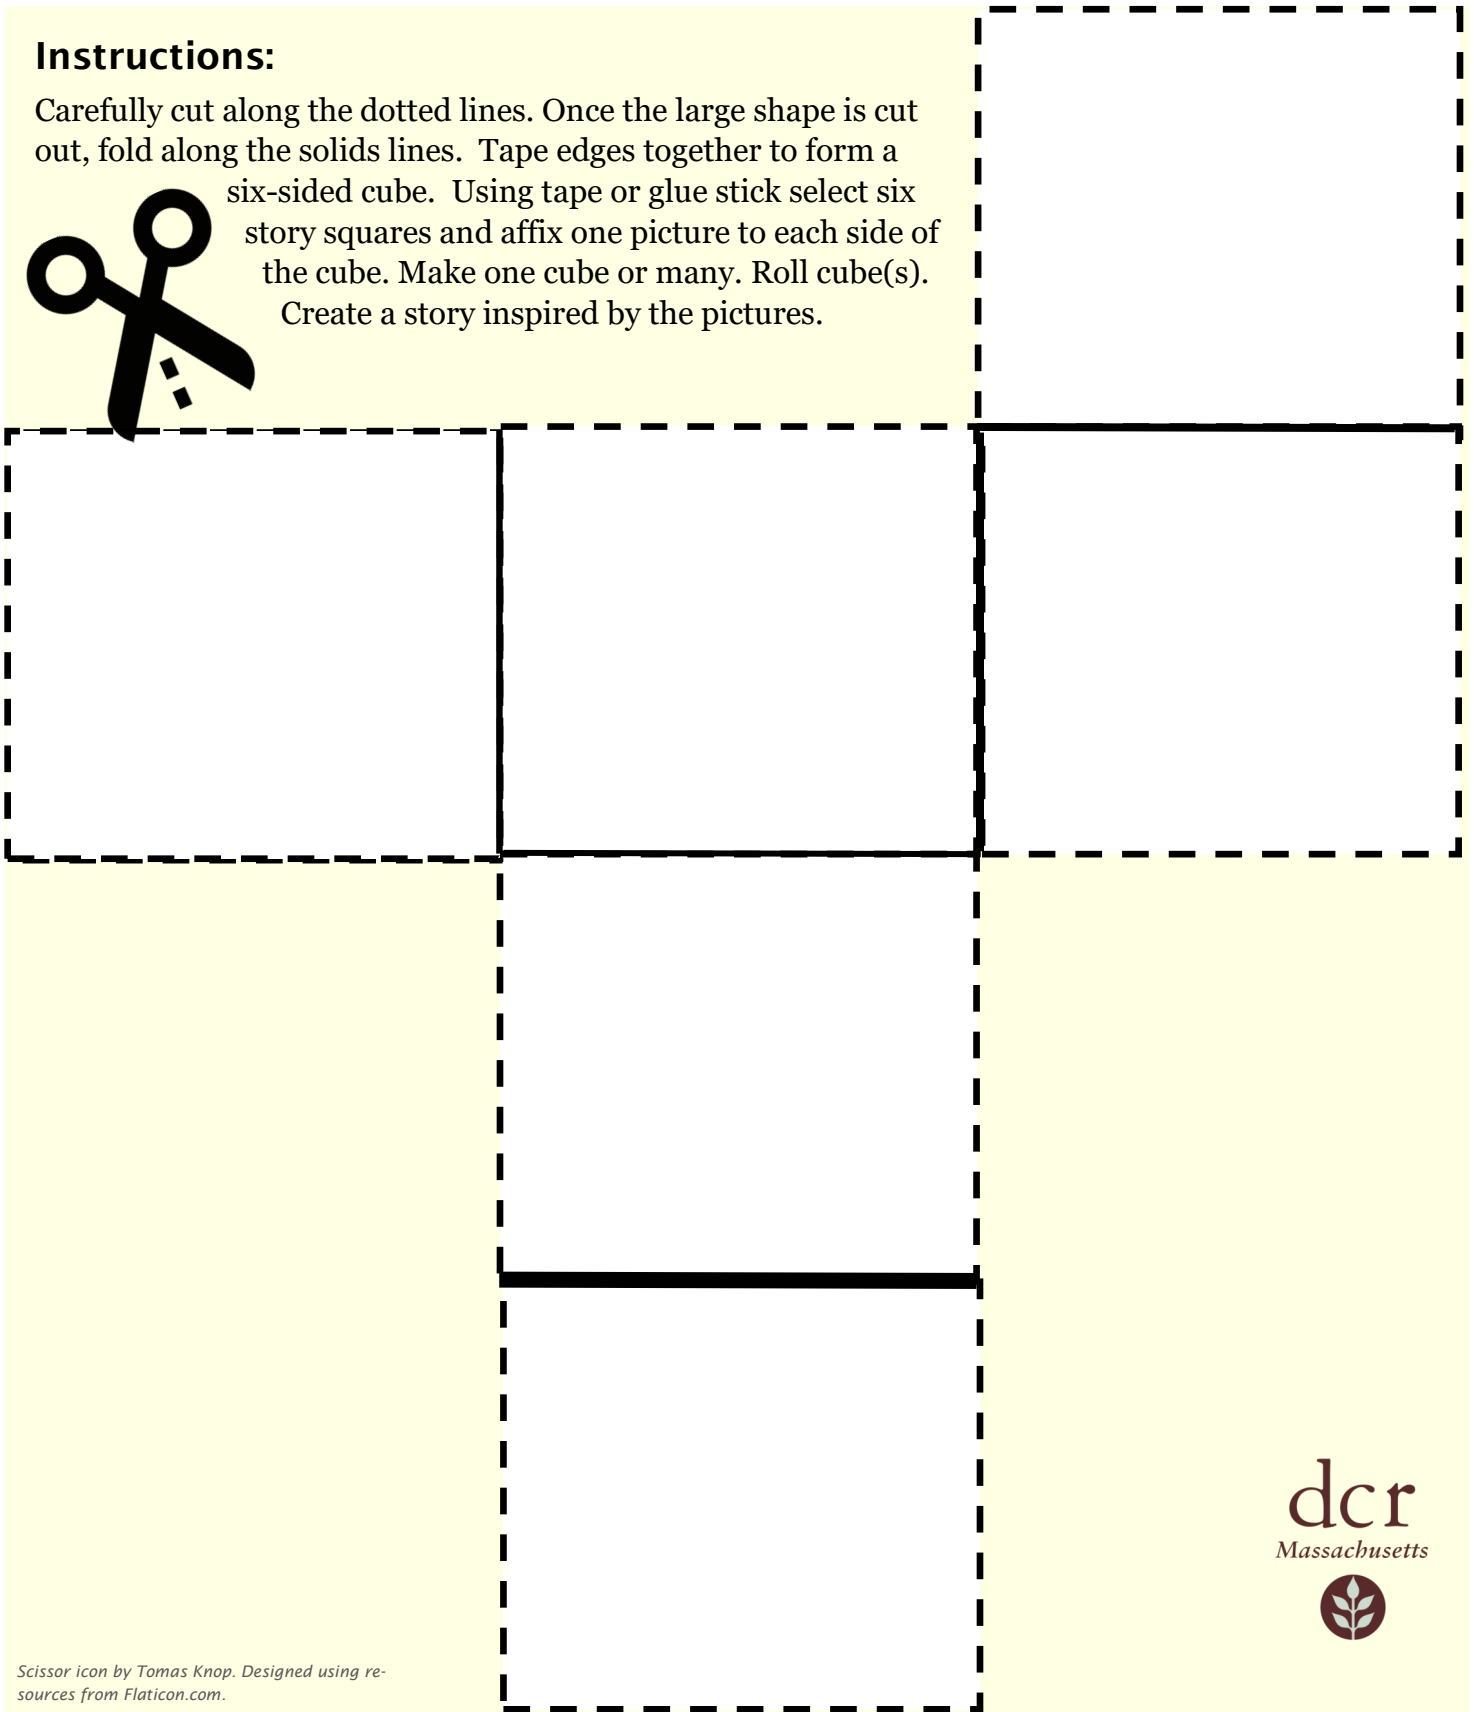 Instructions:
Carefully cut along the dotted lines. Once the large shape is cut
out, fold along the solids lines.  Tape edges together to form a
six-sided cube.  Using tape or glue stick select six
story squares and affix one picture to each side of
the cube. Make one cube or many. Roll cube(s).
Create a story inspired by the pictures.
dcr
Massachusetts
Scissor icon by Tomas Knop. Designed using re-
sources from Flaticon.com.